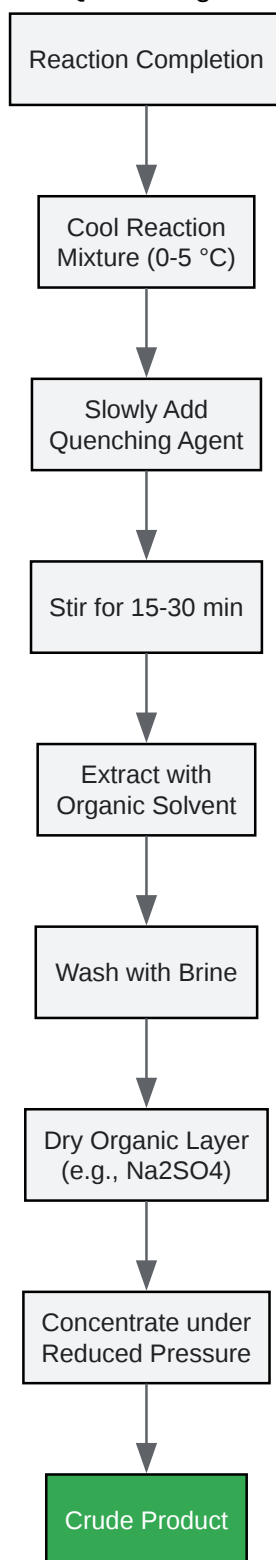 Reaction Completion
Cool Reaction
Mixture (0-5 °C)
Slowly Add
Quenching Agent
Stir for 15-30 min
Extract with
Organic Solvent
Wash with Brine
Dry Organic Layer
(e.g., Na2SO4)
Concentrate under
Reduced Pressure
Crude Product